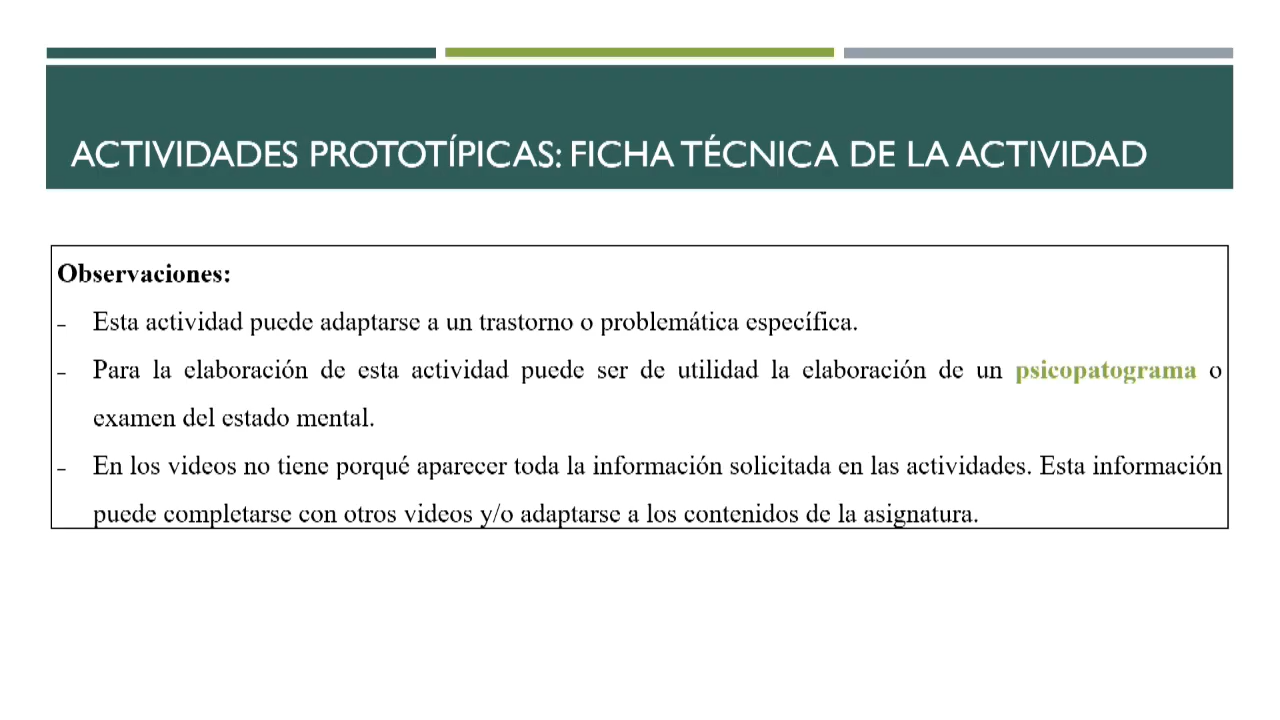 ACTIVIDADES PROTOTÍPICAS: FICHA TÉCNICA DE LA ACTIVIDAD
Observaciones:
– Esta actividad puede adaptarse a un trastorno o problemática específica.
– Para la elaboración de esta actividad puede ser de utilidad la elaboración de un psicopatograma o
examen del estado mental.
– En los videos no tiene porqué aparecer toda la información solicitada en las actividades. Esta información
puede completarse con otros videos y/o adaptarse a los contenidos de la asignatura.